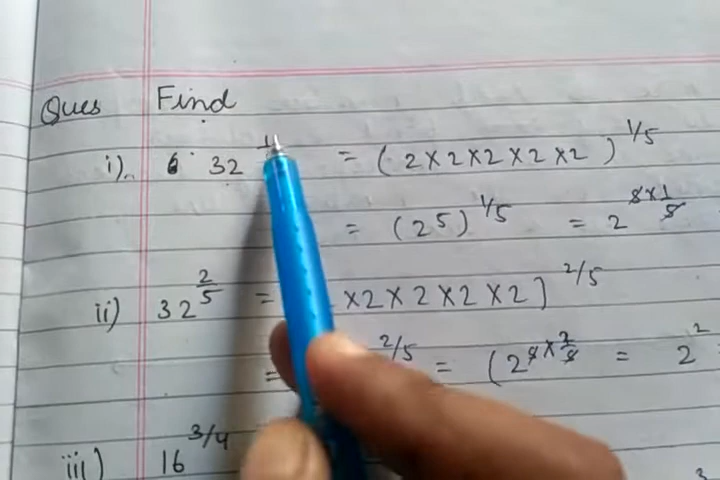 Ques Find
i). 32 = (2×2×2×2×2)^1/5
= (2^5)^1/5 = 2^5×1/5
ii) 32^2/5 = ×2×2×2×2]^2/5
= ^2/5 = (2^5×2/5 = 2^2
iii) 16^3/4